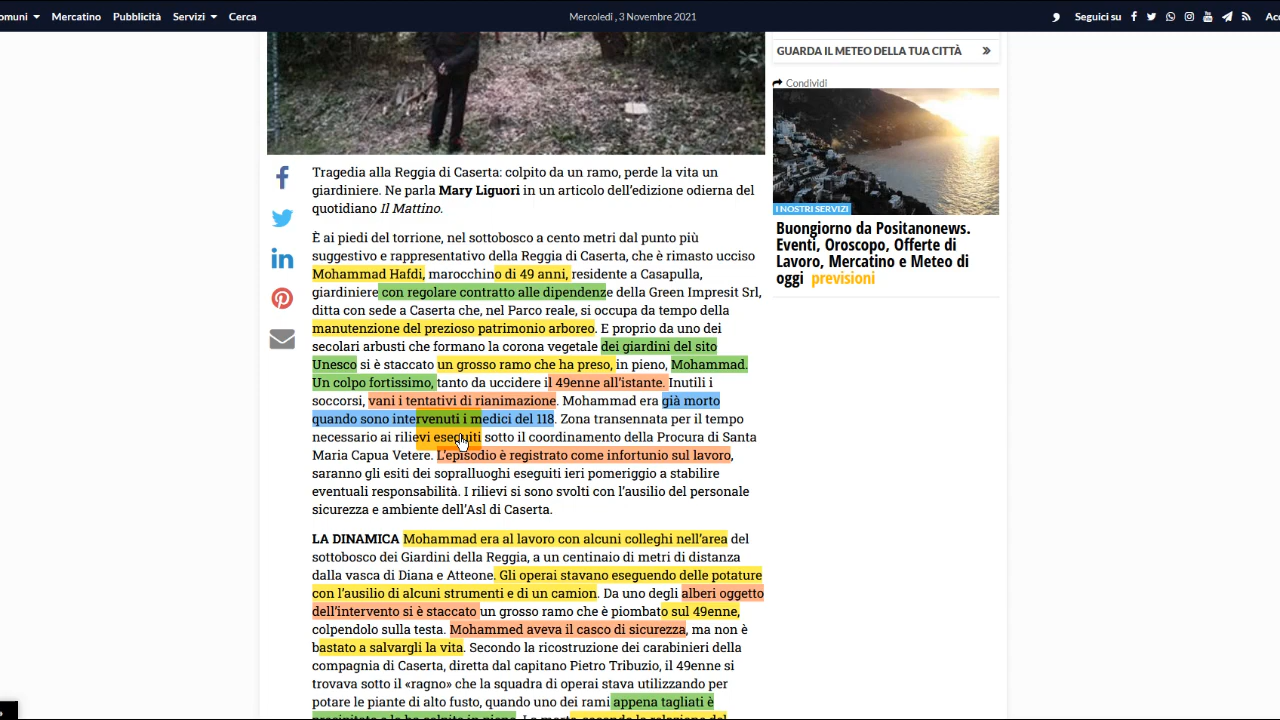 omuni Mercatino Pubblicità Servizi Cerca
Mercoledì , 3 Novembre 2021
Seguici su
GUARDA IL METEO DELLA TUA CITTÀ
Condividi
I NOSTRI SERVIZI
Buongiorno da Positanonews.
Eventi, Oroscopo, Offerte di
Lavoro, Mercatino e Meteo di
oggi previsioni
Tragedia alla Reggia di Caserta: colpito da un ramo, perde la vita un
giardiniere. Ne parla Mary Liguori in un articolo dell'edizione odierna del
quotidiano Il Mattino.
È ai piedi del torrione, nel sottobosco a cento metri dal punto più
suggestivo e rappresentativo della Reggia di Caserta, che è rimasto ucciso
Mohammad Hafdi, marocchino di 49 anni, residente a Casapulla,
giardiniere con regolare contratto alle dipendenze della Green Impresit Srl,
ditta con sede a Caserta che, nel Parco reale, si occupa da tempo della
manutenzione del prezioso patrimonio arboreo. E proprio da uno dei
secolari arbusti che formano la corona vegetale dei giardini del sito
Unesco si è staccato un grosso ramo che ha preso, in pieno, Mohammad.
Un colpo fortissimo, tanto da uccidere il 49enne all'istante. Inutili i
soccorsi, vani i tentativi di rianimazione. Mohammad era già morto
quando sono intervenuti i medici del 118. Zona transennata per il tempo
necessario ai rilievi eseguiti sotto il coordinamento della Procura di Santa
Maria Capua Vetere. L'episodio è registrato come infortunio sul lavoro,
saranno gli esiti dei sopralluoghi eseguiti ieri pomeriggio a stabilire
eventuali responsabilità. I rilievi si sono svolti con l'ausilio del personale
sicurezza e ambiente dell'Asl di Caserta.
LA DINAMICA Mohammad era al lavoro con alcuni colleghi nell'area del
sottobosco dei Giardini della Reggia, a un centinaio di metri di distanza
dalla vasca di Diana e Atteone. Gli operai stavano eseguendo delle potature
con l'ausilio di alcuni strumenti e di un camion. Da uno degli alberi oggetto
dell'intervento si è staccato un grosso ramo che è piombato sul 49enne,
colpendolo sulla testa. Mohammed aveva il casco di sicurezza, ma non è
bastato a salvargli la vita. Secondo la ricostruzione dei carabinieri della
compagnia di Caserta, diretta dal capitano Pietro Tribuzio, il 49enne si
trovava sotto il «ragno» che la squadra di operai stava utilizzando per
potare le piante di alto fusto, quando uno dei rami appena tagliati è